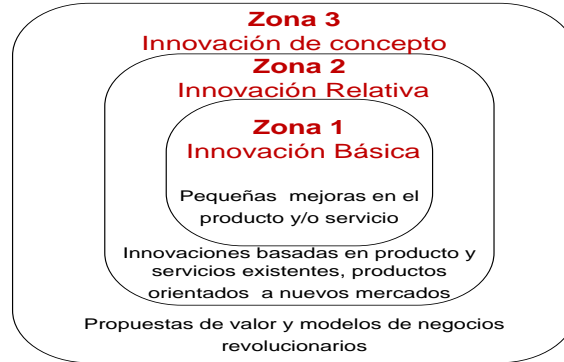 Zona 3
Innovación de concepto
Zona 2
Innovación Relativa
Zona 1
Innovación Básica
Pequeñas mejoras en el
producto y/o servicio
Innovaciones basadas en producto y
servicios existentes, productos
orientados a nuevos mercados
Propuestas de valor y modelos de negocios
revolucionarios